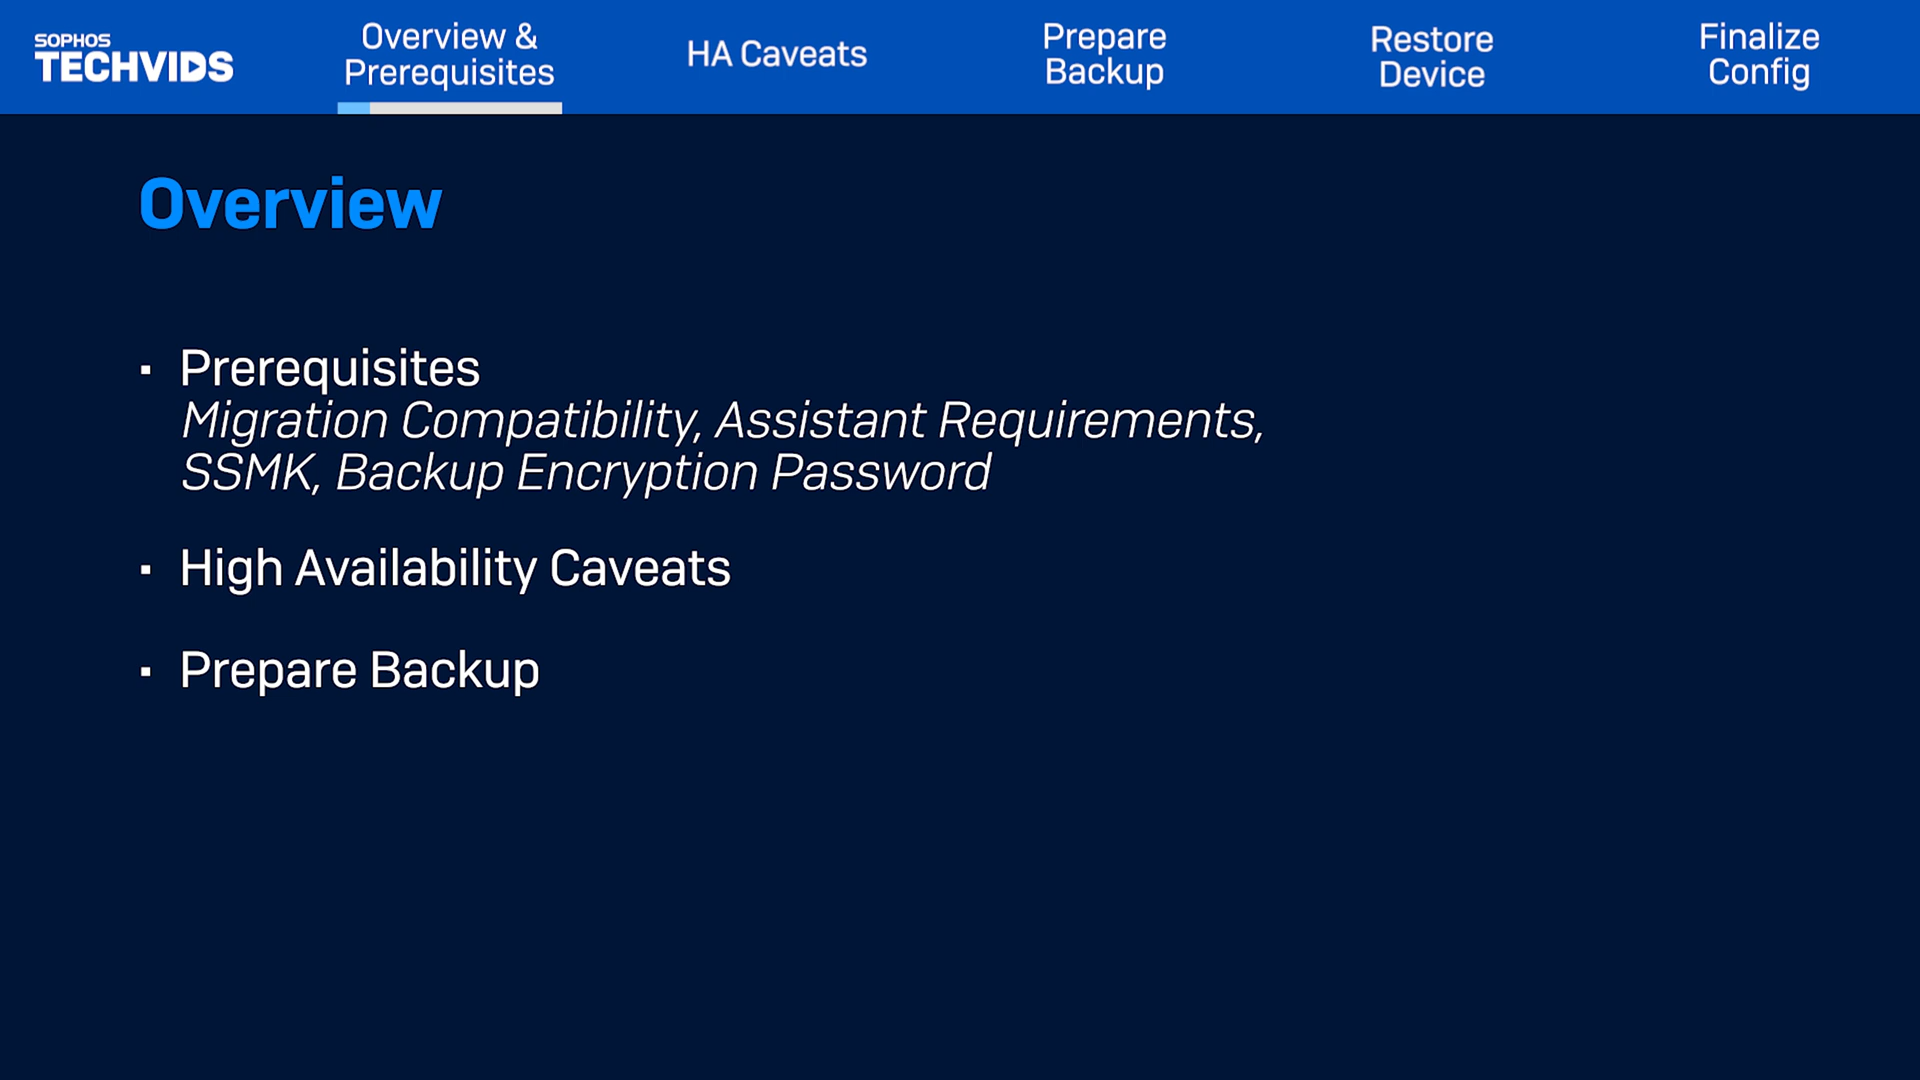 SOPHOS
TECHVIDS
Overview &
Prerequisites
HA Caveats
Prepare
Backup
Restore
Device
Finalize
Config
Overview
▪ Prerequisites
Migration Compatibility, Assistant Requirements,
SSMK, Backup Encryption Password
▪ High Availability Caveats
▪ Prepare Backup